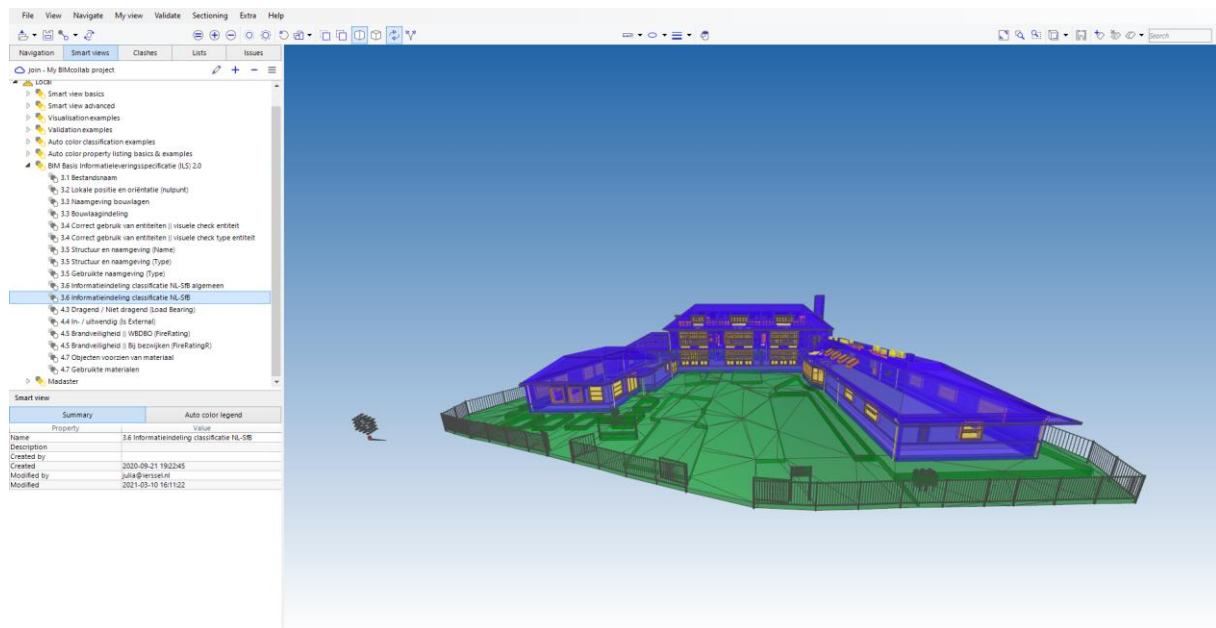 File View Navigate My view Validate Sectioning Extra Help
Search
Navigation Smart views Clashes Lists Issues
Join - My BIMcollab project
Local
Smart view basics
Smart view advanced
Visualisation examples
Validation examples
Auto color classification examples
Auto color property listing basics & examples
BIM Basis Informatieleveringsspecificatie (ILS) 2.0
3.1 Bestandsnaam
3.2 Lokale positie en oriëntatie (nulpunt)
3.3 Naamgeving bouwlagen
3.3 Bouwlaagindeling
3.4 Correct gebruik van entiteiten || visuele check entiteit
3.4 Correct gebruik van entiteiten || visuele check type entiteit
3.5 Structuur en naamgeving (Name)
3.5 Structuur en naamgeving (Type)
3.5 Gebruikte naamgeving (Type)
3.6 Informatieindeling classificatie NL-SfB algemeen
3.6 Informatieindeling classificatie NL-SfB
4.3 Dragend / Niet dragend (Load Bearing)
4.4 In- / uitwendig (Is External)
4.5 Brandveiligheid || WBDBO (FireRating)
4.5 Brandveiligheid || Bij bezwijken (FireRatingR)
4.7 Objecten voorzien van materiaal
4.7 Gebruikte materialen
Madaster
Smart view
Summary Auto color legend
Property Value
Name 3.6 Informatieindeling classificatie NL-SfB
Description
Created by
Created 2020-09-21 19:22:45
Modified by julia@ierssel.nl
Modified 2021-03-10 16:11:22